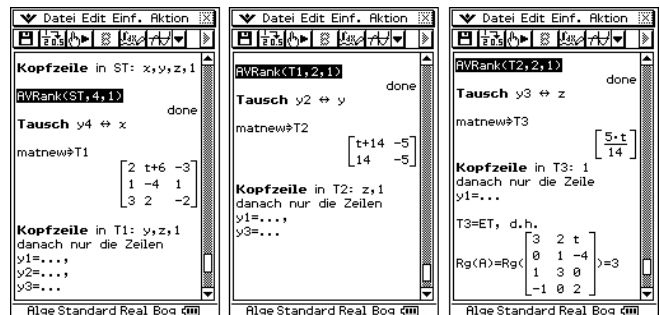 Datei Edit Einf. Aktion
Kopfzeile in ST: x,y,z,1
AVRank(ST,4,1)
done
Tausch y4 ↔ x
matnew⇒T1
[2 t+6 -3
1 -4 1
3 2 -2]
Kopfzeile in T1: y,z,1
danach nur die Zeilen
y1=...,
y2=...,
y3=...
Alge Standard Real Bog
Datei Edit Einf. Aktion
AVRank(T1,2,1)
done
Tausch y2 ↔ y
matnew⇒T2
[t+14 -5
14 -5]
Kopfzeile in T2: z,1
danach nur die Zeilen
y1=...,
y3=...
Alge Standard Real Bog
Datei Edit Einf. Aktion
AVRank(T2,2,1)
done
Tausch y3 ↔ z
matnew⇒T3
[5·t
14]
Kopfzeile in T3: 1
danach nur die Zeile
y1=...
T3=ET, d.h.
[3 2 t
0 1 -4
Rg(A)=Rg( 1 3 0 )=3
-1 0 2]
Alge Standard Real Bog